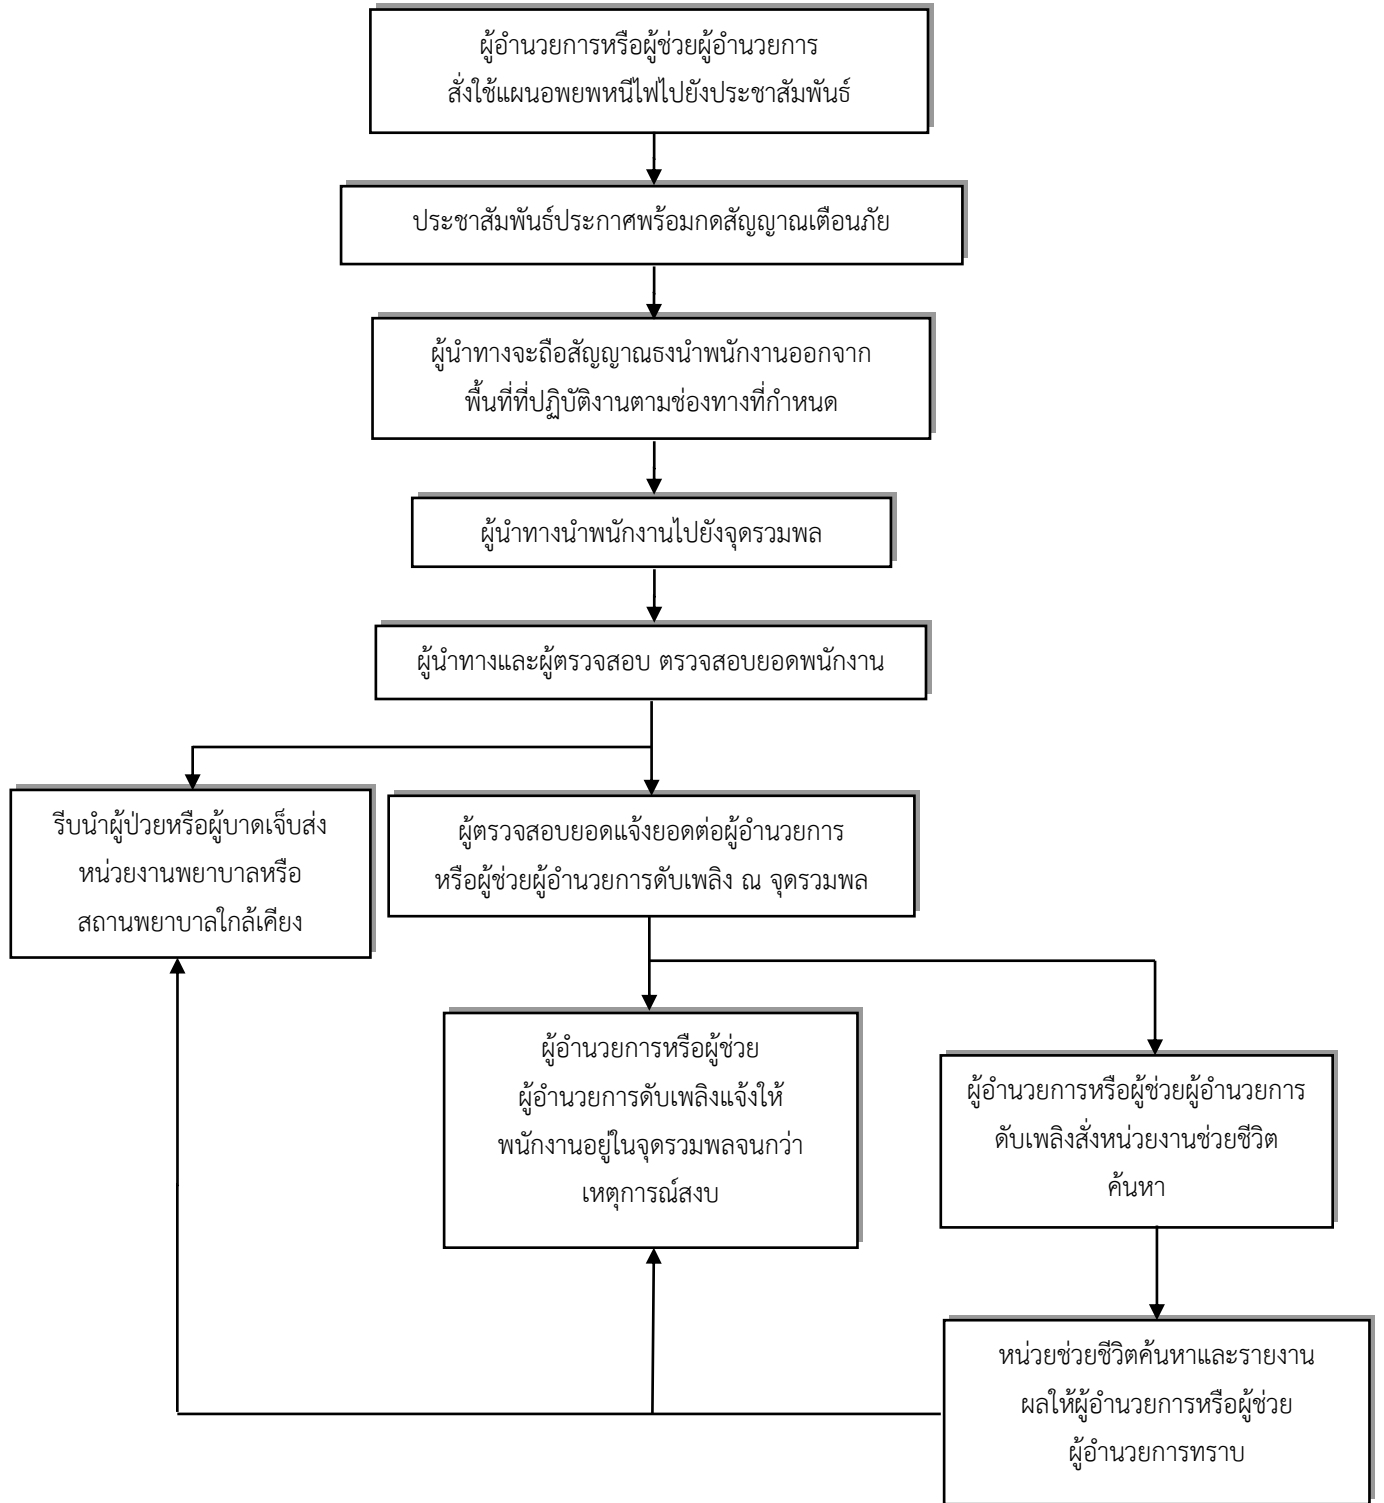 ผู้อำนวยการหรือผู้ช่วยผู้อำนวยการ
สั่งใช้แผนอพยพหนีไฟไปยังประชาสัมพันธ์
ประชาสัมพันธ์ประกาศพร้อมกดสัญญาณเตือนภัย
ผู้นำทางจะถือสัญญาณธงนำพนักงานออกจาก
พื้นที่ที่ปฏิบัติงานตามช่องทางที่กำหนด
ผู้นำทางนำพนักงานไปยังจุดรวมพล
ผู้นำทางและผู้ตรวจสอบ ตรวจสอบยอดพนักงาน
รีบนำผู้ป่วยหรือผู้บาดเจ็บส่ง
หน่วยงานพยาบาลหรือ
สถานพยาบาลใกล้เคียง
ผู้ตรวจสอบยอดแจ้งยอดต่อผู้อำนวยการ
หรือผู้ช่วยผู้อำนวยการดับเพลิง ณ จุดรวมพล
ผู้อำนวยการหรือผู้ช่วย
ผู้อำนวยการดับเพลิงแจ้งให้
พนักงานอยู่ในจุดรวมพลจนกว่า
เหตุการณ์สงบ
ผู้อำนวยการหรือผู้ช่วยผู้อำนวยการ
ดับเพลิงสั่งหน่วยงานช่วยชีวิต
ค้นหา
หน่วยช่วยชีวิตค้นหาและรายงาน
ผลให้ผู้อำนวยการหรือผู้ช่วย
ผู้อำนวยการทราบ